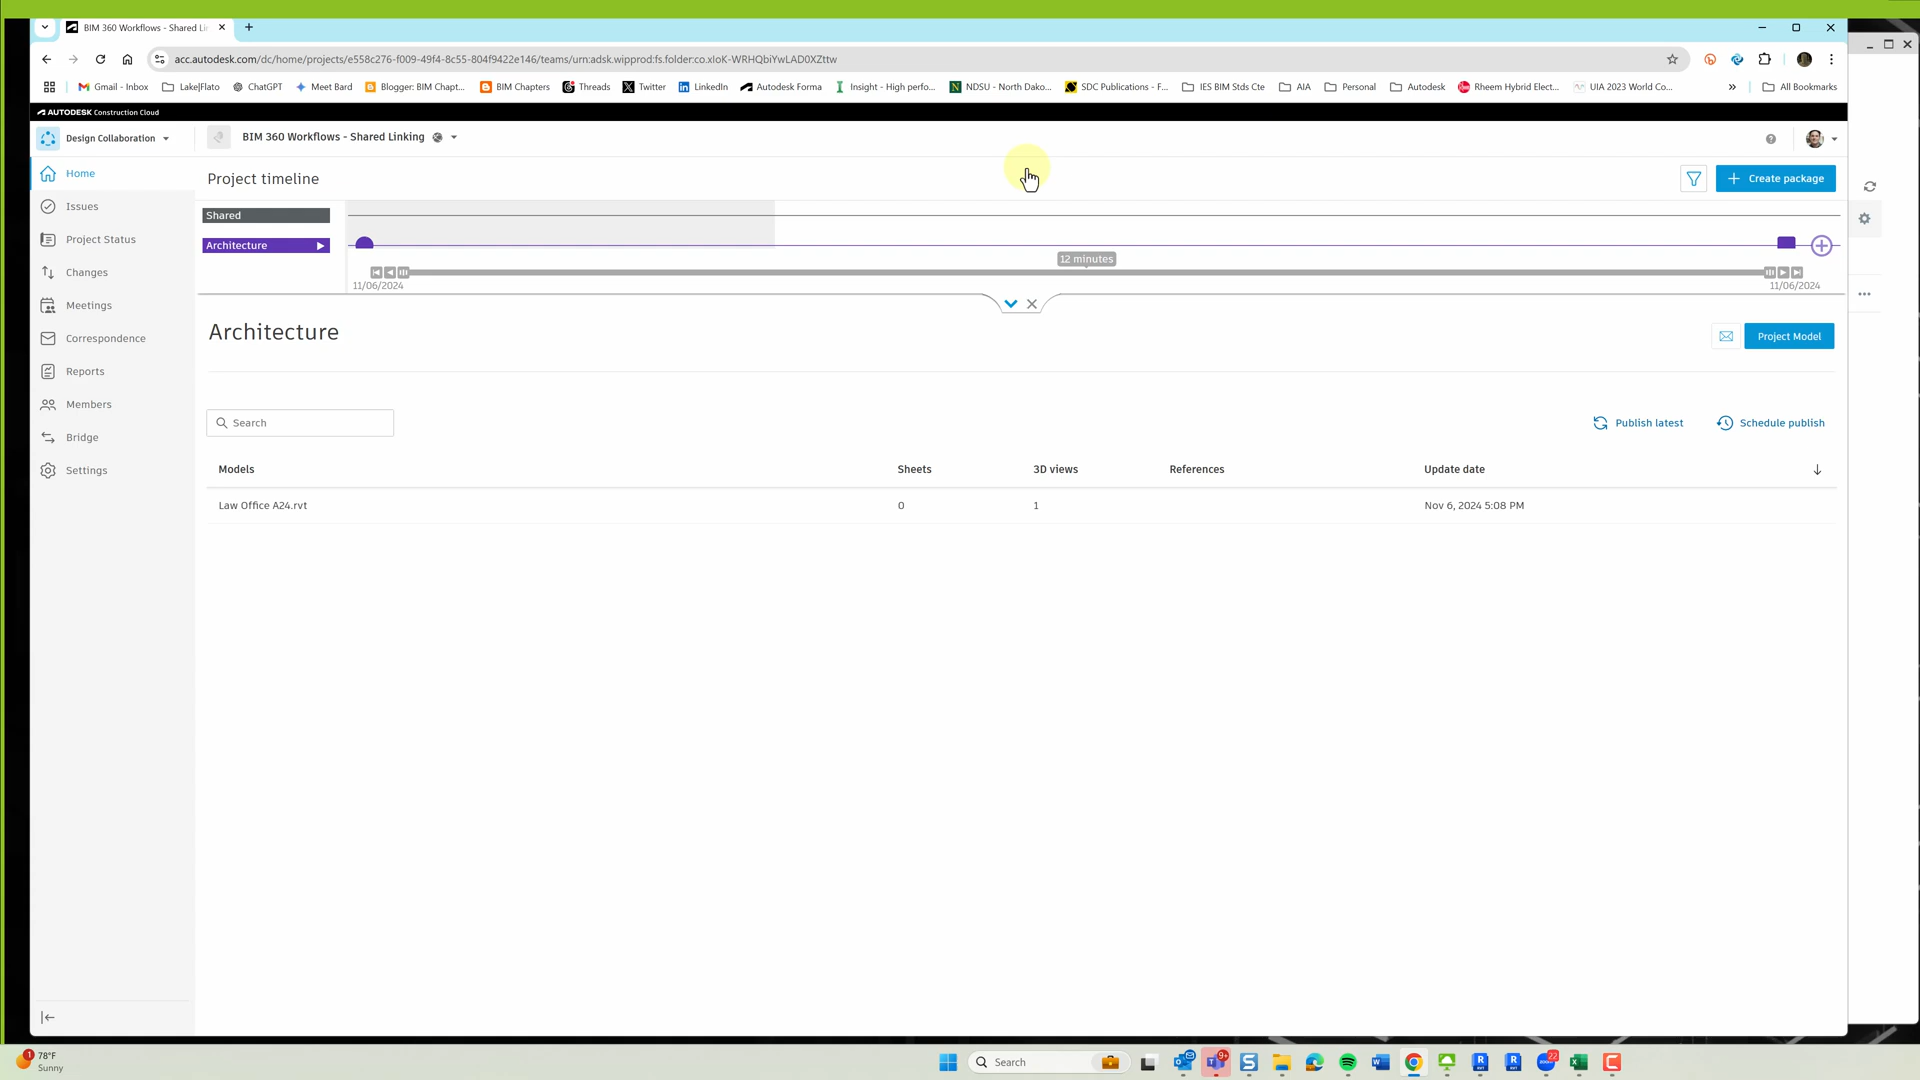 BIM 360 Workflows - Shared Li
acc.autodesk.com/dc/home/projects/e558c276-f009-49f4-8c55-804f9422e146/teams/urn:adsk.wipprod:fs.folder:co.xIoK-WRHQbiYwLAD0XZttw
Gmail - Inbox Lake|Flato ChatGPT Meet Bard Blogger: BIM Chapt... BIM Chapters Threads Twitter LinkedIn Autodesk Forma Insight - High perfo... NDSU - North Dako... SDC Publications - F... IES BIM Stds Cte AIA Personal Autodesk Rheem Hybrid Elect... UIA 2023 World Co... » All Bookmarks
AUTODESK Construction Cloud
Design Collaboration BIM 360 Workflows - Shared Linking
Home
Project timeline
Create package
Issues
Shared
Project Status
Architecture
12 minutes
Changes
11/06/2024 11/06/2024
Meetings
Architecture
Project Model
Correspondence
Reports
Members
Search
Publish latest Schedule publish
Bridge
Settings
Models Sheets 3D views References Update date
Law Office A24.rvt 0 1 Nov 6, 2024 5:08 PM
1
78°F
Sunny
Search
9+
22